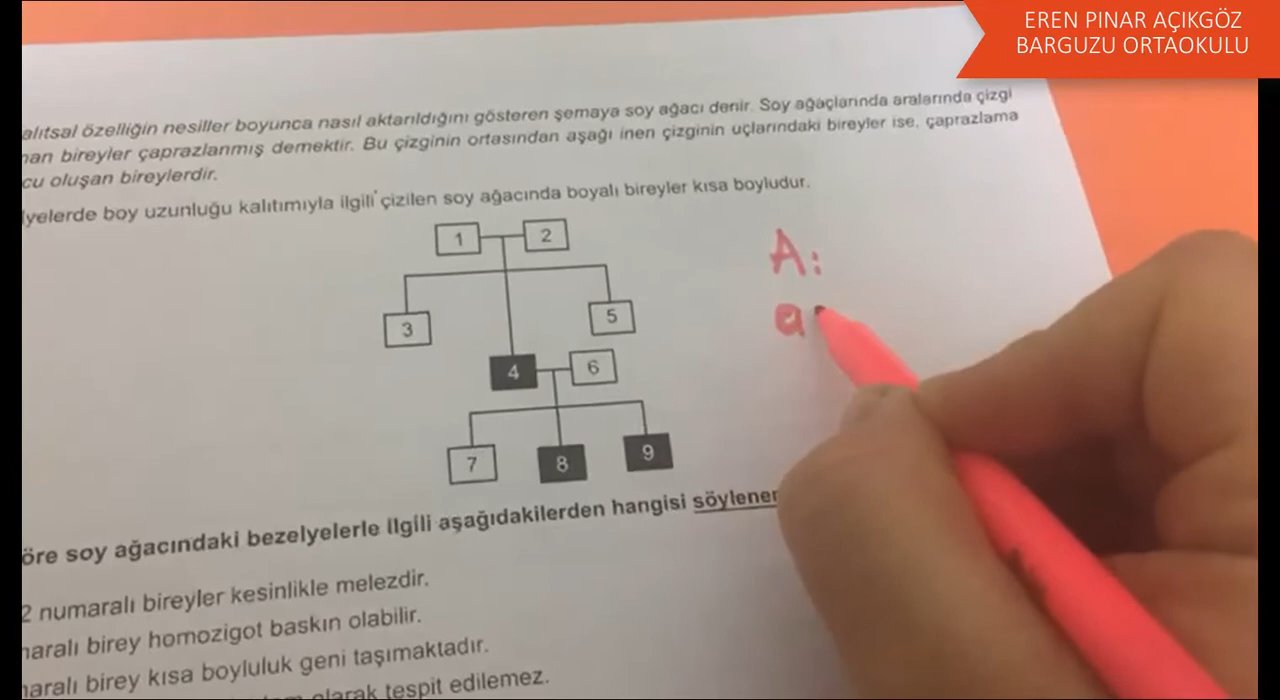 EREN PINAR AÇIKGÖZ
BARGUZU ORTAOKULU
alıtsal özelliğin nesiller boyunca nasıl aktarıldığını gösteren şemaya soy ağacı denir. Soy ağaçlarında aralarında çizgi
nan bireyler çaprazlanmış demektir. Bu çizginin ortasından aşağı inen çizginin uçlarındaki bireyler ise, çaprazlama
cu oluşan bireylerdir.
lyelerde boy uzunluğu kalıtımıyla ilgili çizilen soy ağacında boyalı bireyler kısa boyludur.
1 2
A:
3 5
a
4 6
7 8 9
öre soy ağacındaki bezelyelerle ilgili aşağıdakilerden hangisi söylenem
2 numaralı bireyler kesinlikle melezdir.
naralı birey homozigot baskın olabilir.
naralı birey kısa boyluluk geni taşımaktadır.
olarak tespit edilemez.